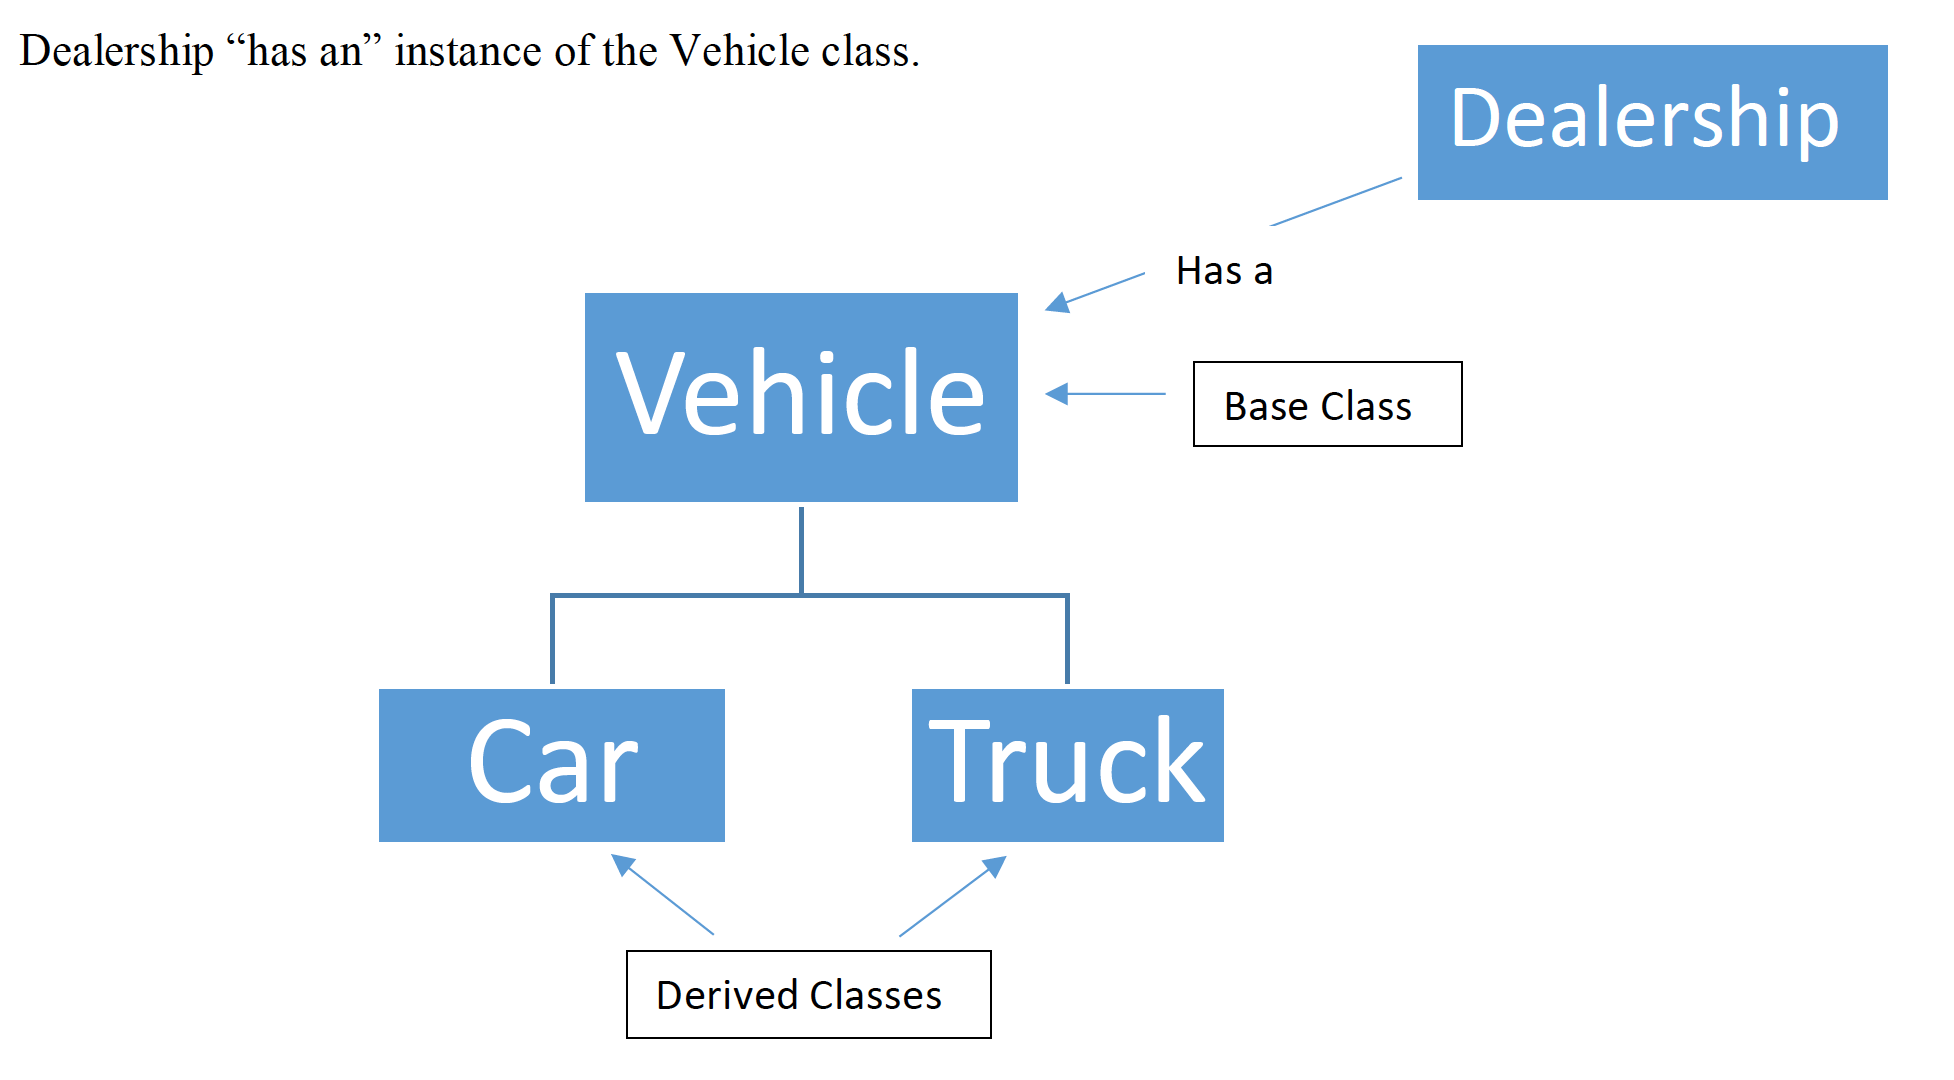 Dealership “has an” instance of the Vehicle class.
Dealership
Has a
Vehicle
Base Class
Car
Truck
Derived Classes